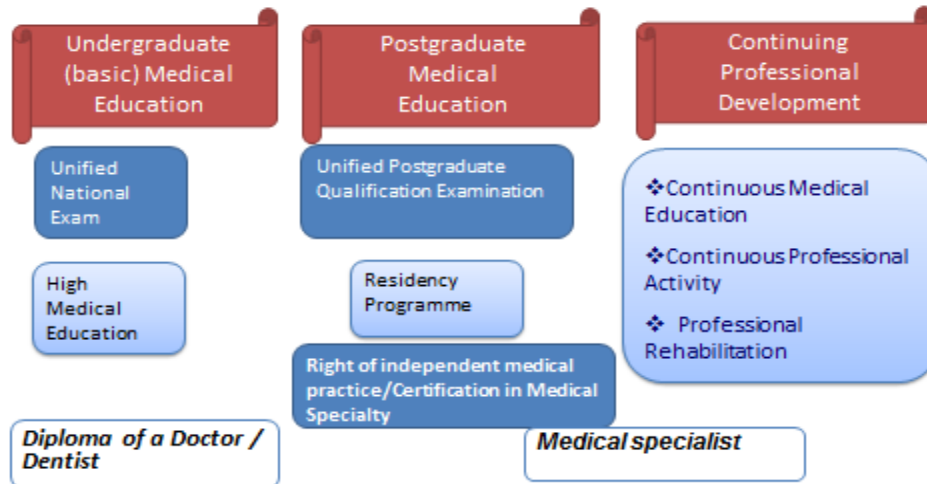 Undergraduate
(basic) Medical
Education
Unified
National
Exam
High
Medical
Education
Diploma of a Doctor /
Dentist
Postgraduate
Medical
Education
Unified Postgraduate
Qualification Examination
Residency
Programme
Right of independent medical
practice/Certification in Medical
Specialty
Medical specialist
Continuing
Professional
Development
❖Continuous Medical
Education
❖Continuous Professional
Activity
❖ Professional
Rehabilitation